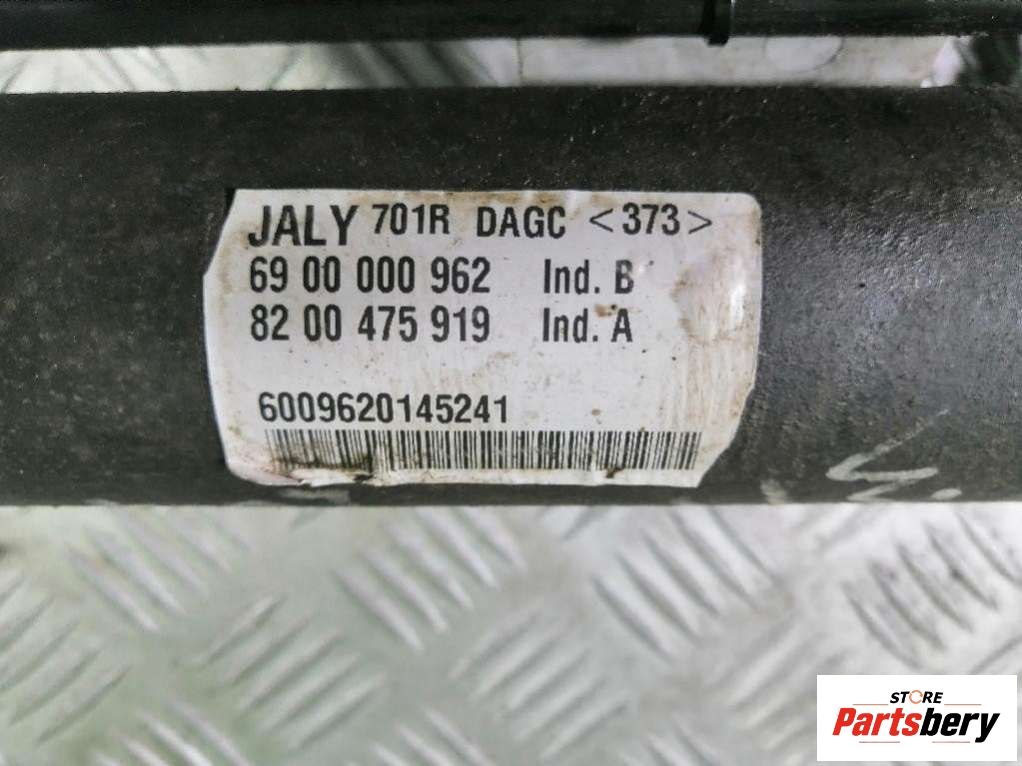 JALY 701R DAGC <373>
69 00 000 962 Ind. B
82 00 475 919 Ind. A
6009620145241
STORE
Partsbery